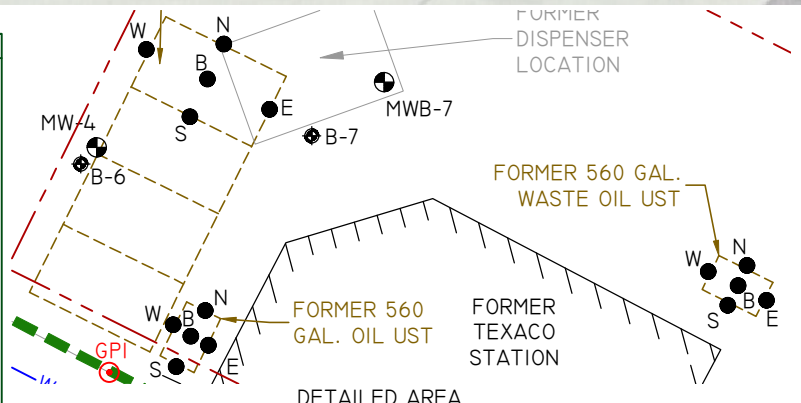 FORMER
DISPENSER
LOCATION
N
W
B
E
S
MWB-7
MW-4
B-7
B-6
FORMER 560 GAL.
WASTE OIL UST
N
W
B
S
E
N
W
B
E
S
FORMER 560
GAL. OIL UST
FORMER
TEXACO
STATION
GPI
W
DETAILED AREA